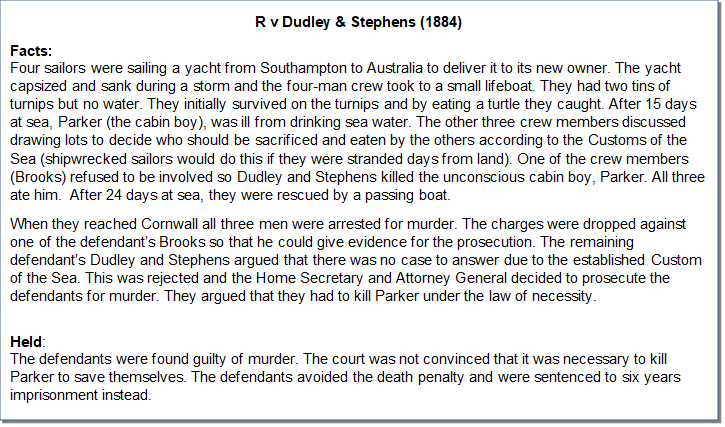 R v Dudley & Stephens (1884)
Facts:
Four sailors were sailing a yacht from Southampton to Australia to deliver it to its new owner. The yacht
capsized and sank during a storm and the four-man crew took to a small lifeboat. They had two tins of
turnips but no water. They initially survived on the turnips and by eating a turtle they caught. After 15 days
at sea, Parker (the cabin boy), was ill from drinking sea water. The other three crew members discussed
drawing lots to decide who should be sacrificed and eaten by the others according to the Customs of the
Sea (shipwrecked sailors would do this if they were stranded days from land). One of the crew members
(Brooks) refused to be involved so Dudley and Stephens killed the unconscious cabin boy, Parker. All three
ate him.  After 24 days at sea, they were rescued by a passing boat.
When they reached Cornwall all three men were arrested for murder. The charges were dropped against
one of the defendant's Brooks so that he could give evidence for the prosecution. The remaining
defendant's Dudley and Stephens argued that there was no case to answer due to the established Custom
of the Sea. This was rejected and the Home Secretary and Attorney General decided to prosecute the
defendants for murder. They argued that they had to kill Parker under the law of necessity.
Held:
The defendants were found guilty of murder. The court was not convinced that it was necessary to kill
Parker to save themselves. The defendants avoided the death penalty and were sentenced to six years
imprisonment instead.